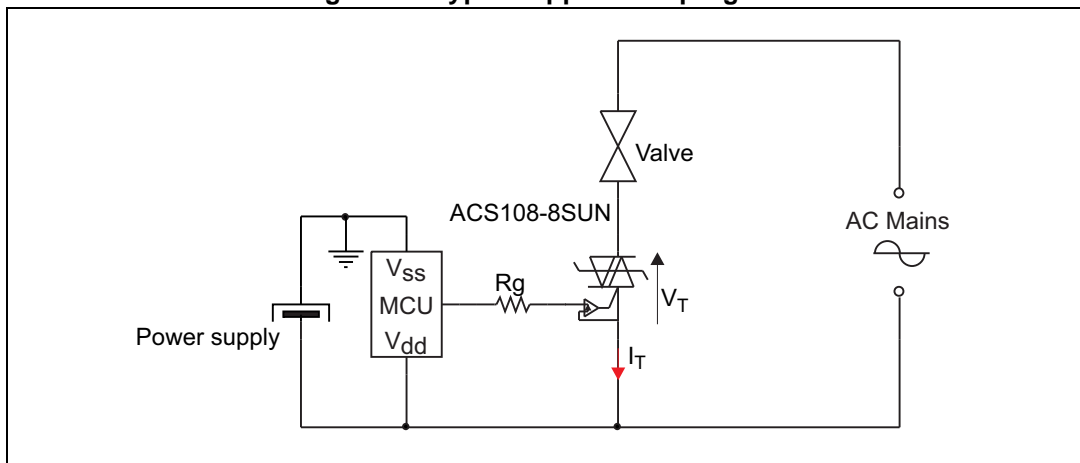 Valve
ACS108-8SUN
AC Mains
Vss
Rg
MCU
VT
Power supply
Vdd
IT